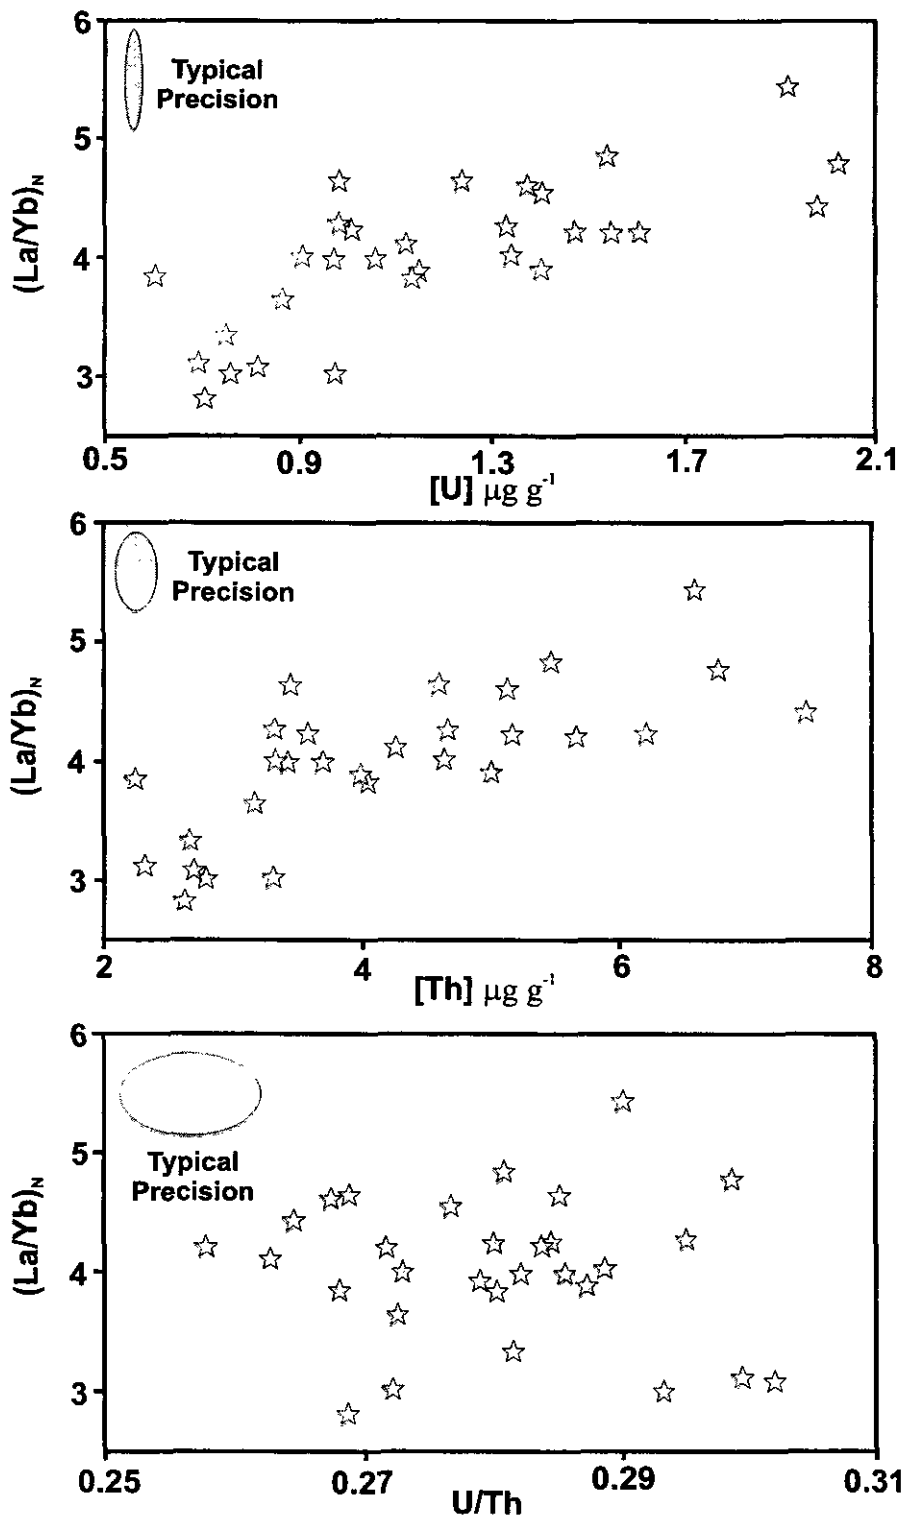 6
Typical
Precision
5
(La/Yb)N
4
3
0.5 0.9 1.3 1.7 2.1
[U] µg g-1
6
Typical
Precision
5
(La/Yb)N
4
3
2 4 6 8
[Th] µg g-1
6
5
Typical
Precision
(La/Yb)N
4
3
0.25 0.27 0.29 0.31
U/Th